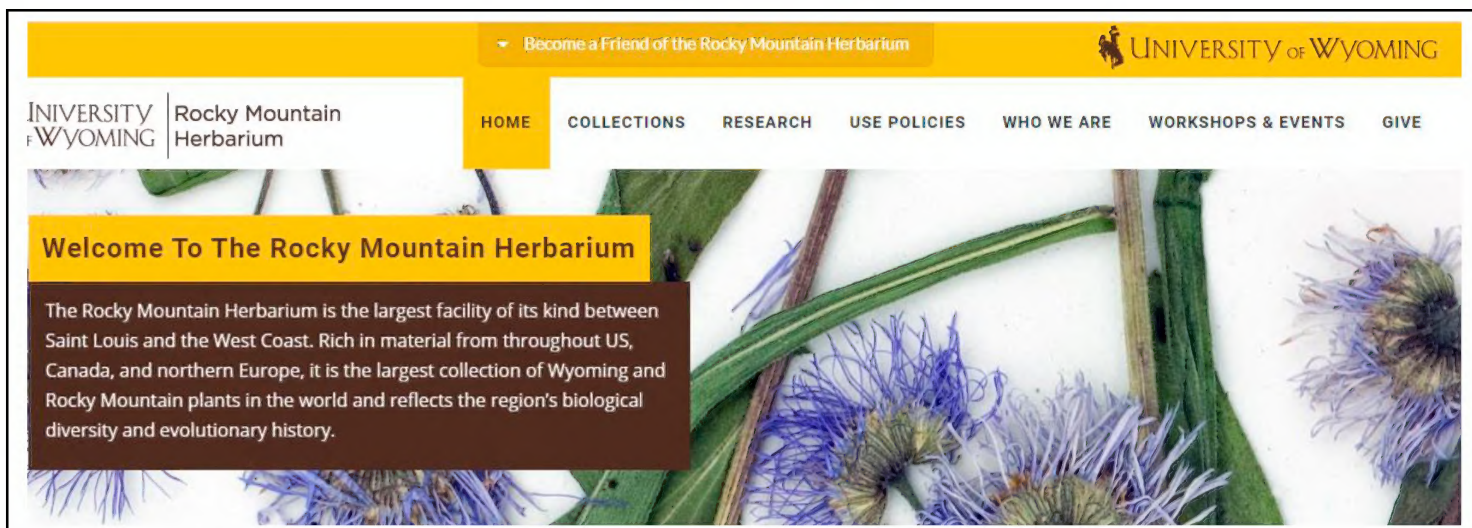 Become a Friend of the Rocky Mountain Herbarium
UNIVERSITY OF WYOMING
UNIVERSITY
OF WYOMING
Rocky Mountain
Herbarium
HOME COLLECTIONS RESEARCH USE POLICIES WHO WE ARE WORKSHOPS & EVENTS GIVE
Welcome To The Rocky Mountain Herbarium
The Rocky Mountain Herbarium is the largest facility of its kind between
Saint Louis and the West Coast. Rich in material from throughout US,
Canada, and northern Europe, it is the largest collection of Wyoming and
Rocky Mountain plants in the world and reflects the region's biological
diversity and evolutionary history.